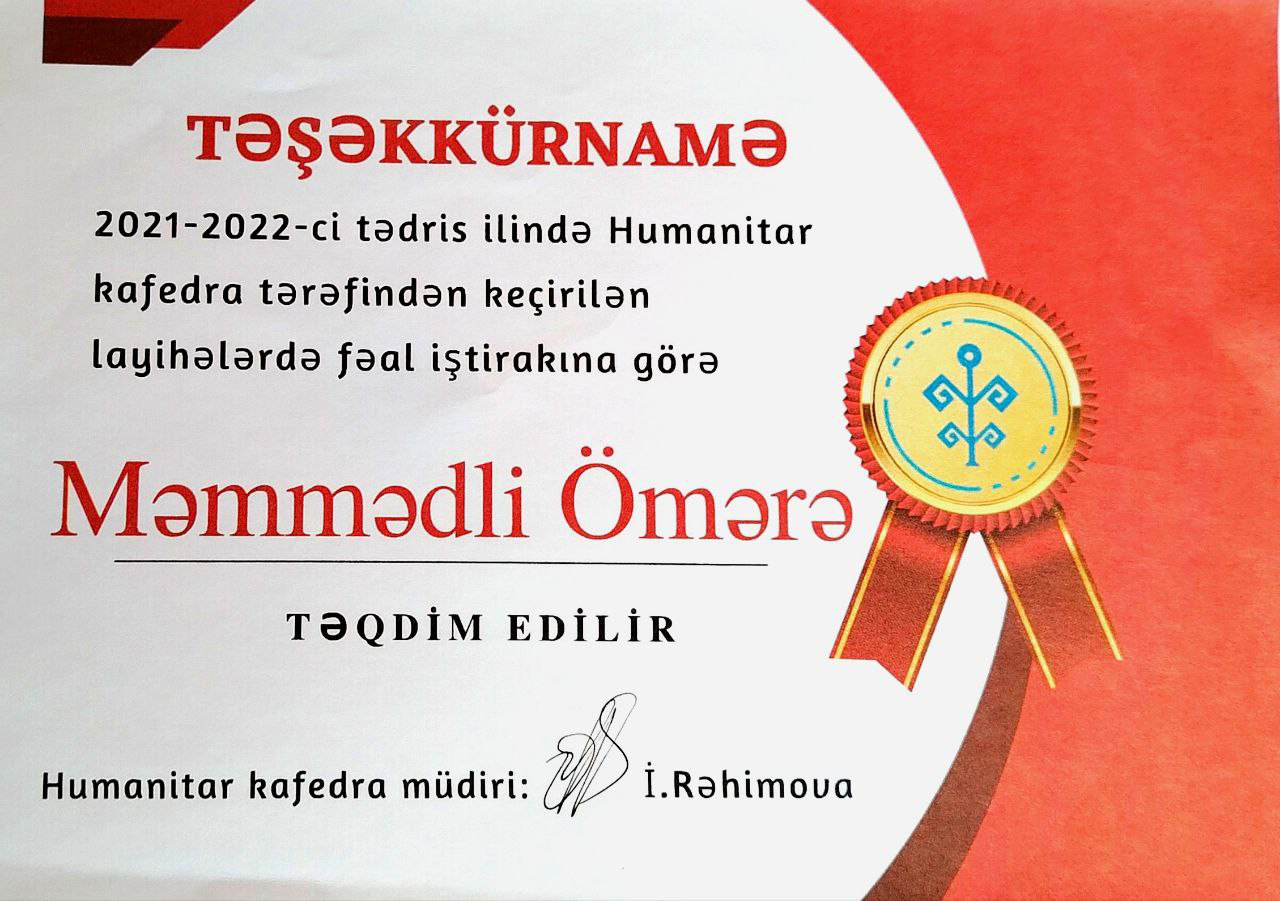 TƏŞƏKKÜRNAMƏ
2021-2022-ci tədris ilində Humanitar
kafedra tərəfindən keçirilən
layihələrdə fəal iştirakına görə
Məmmədli Ömərə
TƏQDİM EDİLİR
Humanitar kafedra müdiri: İ.Rəhimova